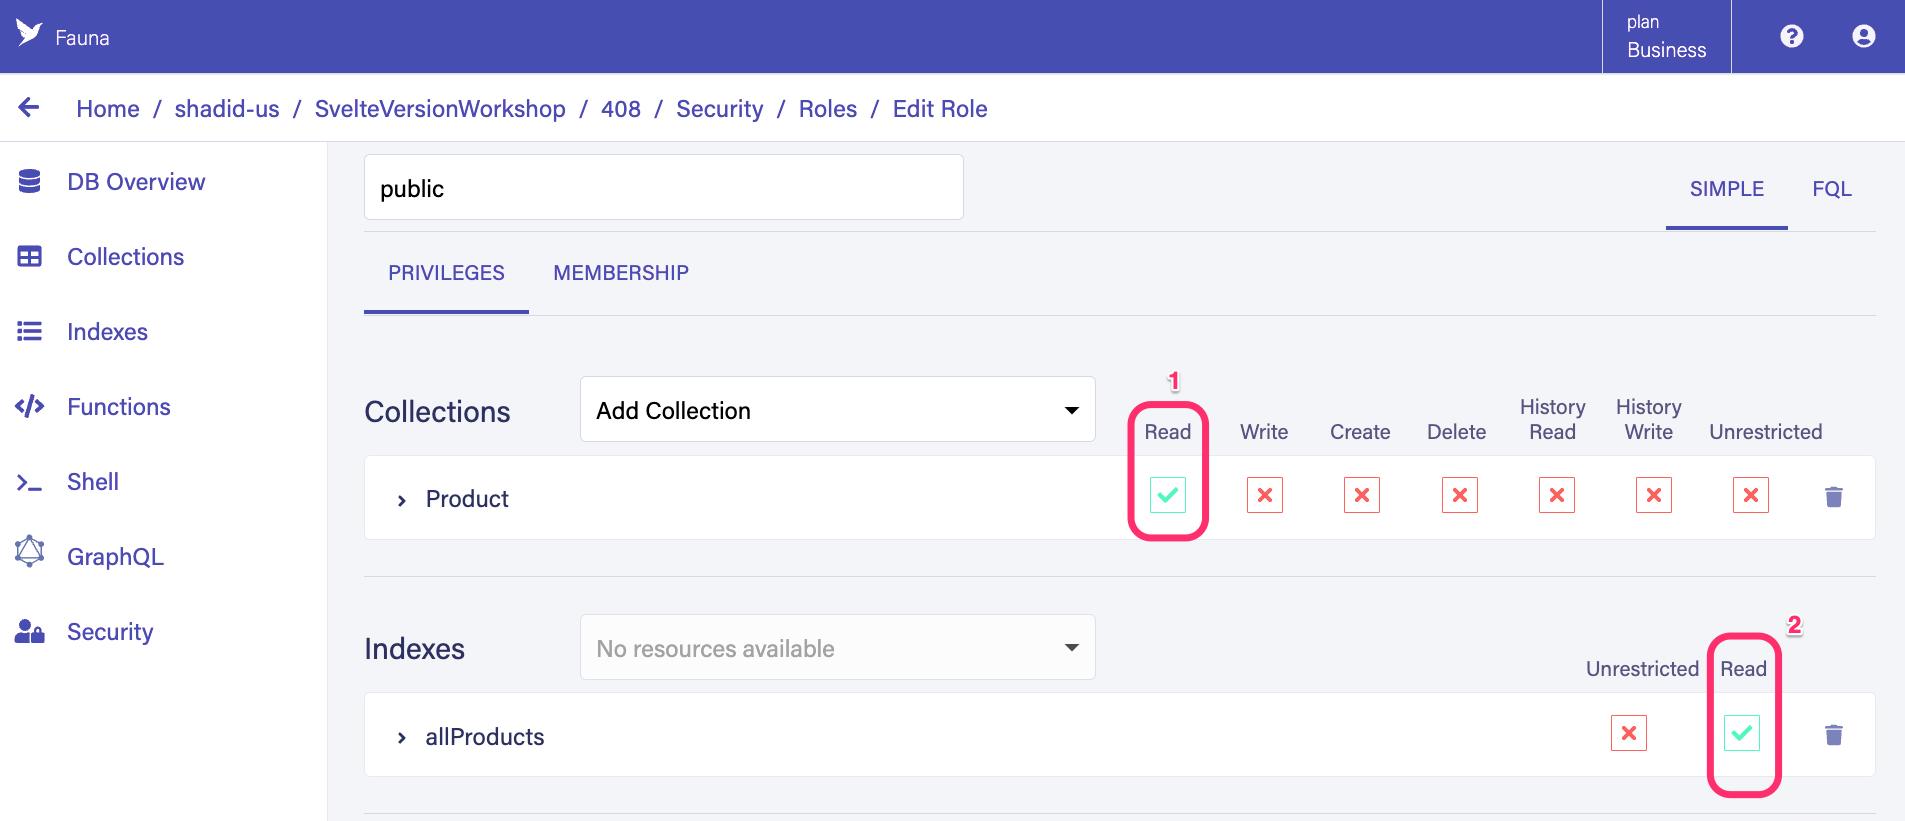 Fauna
plan
Business
Home / shadid-us / SvelteVersionWorkshop / 408 / Security / Roles / Edit Role
DB Overview
Collections
Indexes
Functions
Shell
GraphQL
Security
public
SIMPLE FQL
PRIVILEGES MEMBERSHIP
1
Collections Add Collection
Read Write Create Delete History Read History Write Unrestricted
Product
2
Indexes No resources available
Unrestricted Read
allProducts